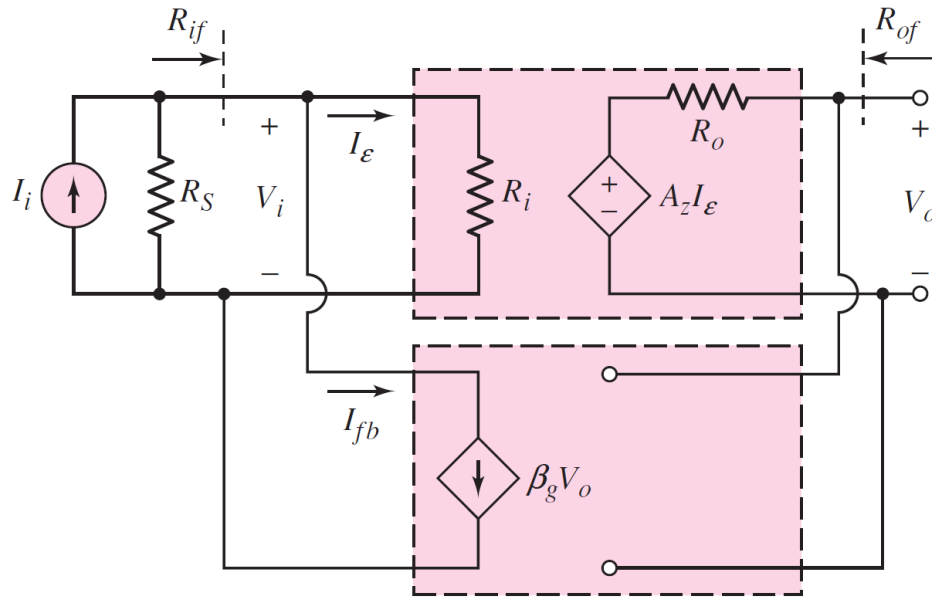 R_if
R_of
+
I_ε
R_o
+
I_i
R_S
V_i
R_i
+
−
A_z I_ε
V_o
−
−
I_fb
β_g V_o